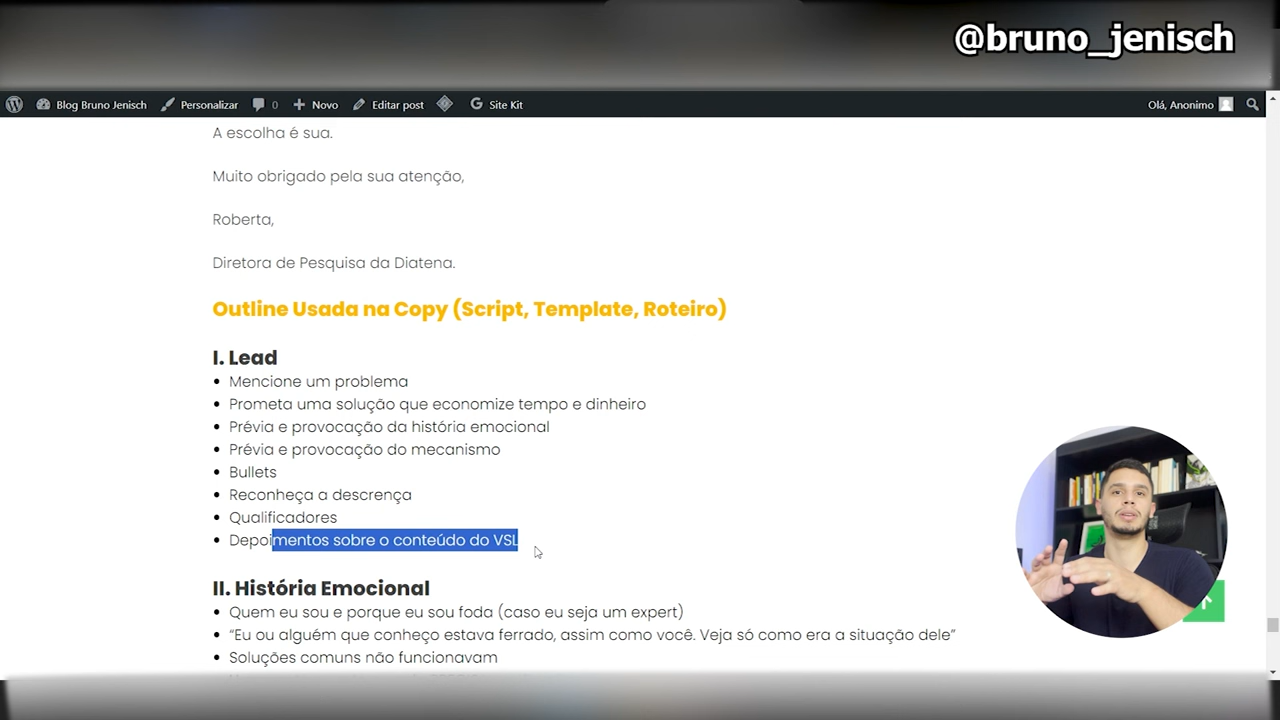 @bruno_jenisch
Blog Bruno Jenisch Personalizar 0 Novo Editar post Site Kit Olá, Anonimo
A escolha é sua.
Muito obrigado pela sua atenção,
Roberta,
Diretora de Pesquisa da Diatena.
Outline Usada na Copy (Script, Template, Roteiro)
I. Lead
• Mencione um problema
• Prometa uma solução que economize tempo e dinheiro
• Prévia e provocação da história emocional
• Prévia e provocação do mecanismo
• Bullets
• Reconheça a descrença
• Qualificadores
• Depoimentos sobre o conteúdo do VSL
II. História Emocional
• Quem eu sou e porque eu sou foda (caso eu seja um expert)
• “Eu ou alguém que conheço estava ferrado, assim como você. Veja só como era a situação dele”
• Soluções comuns não funcionavam